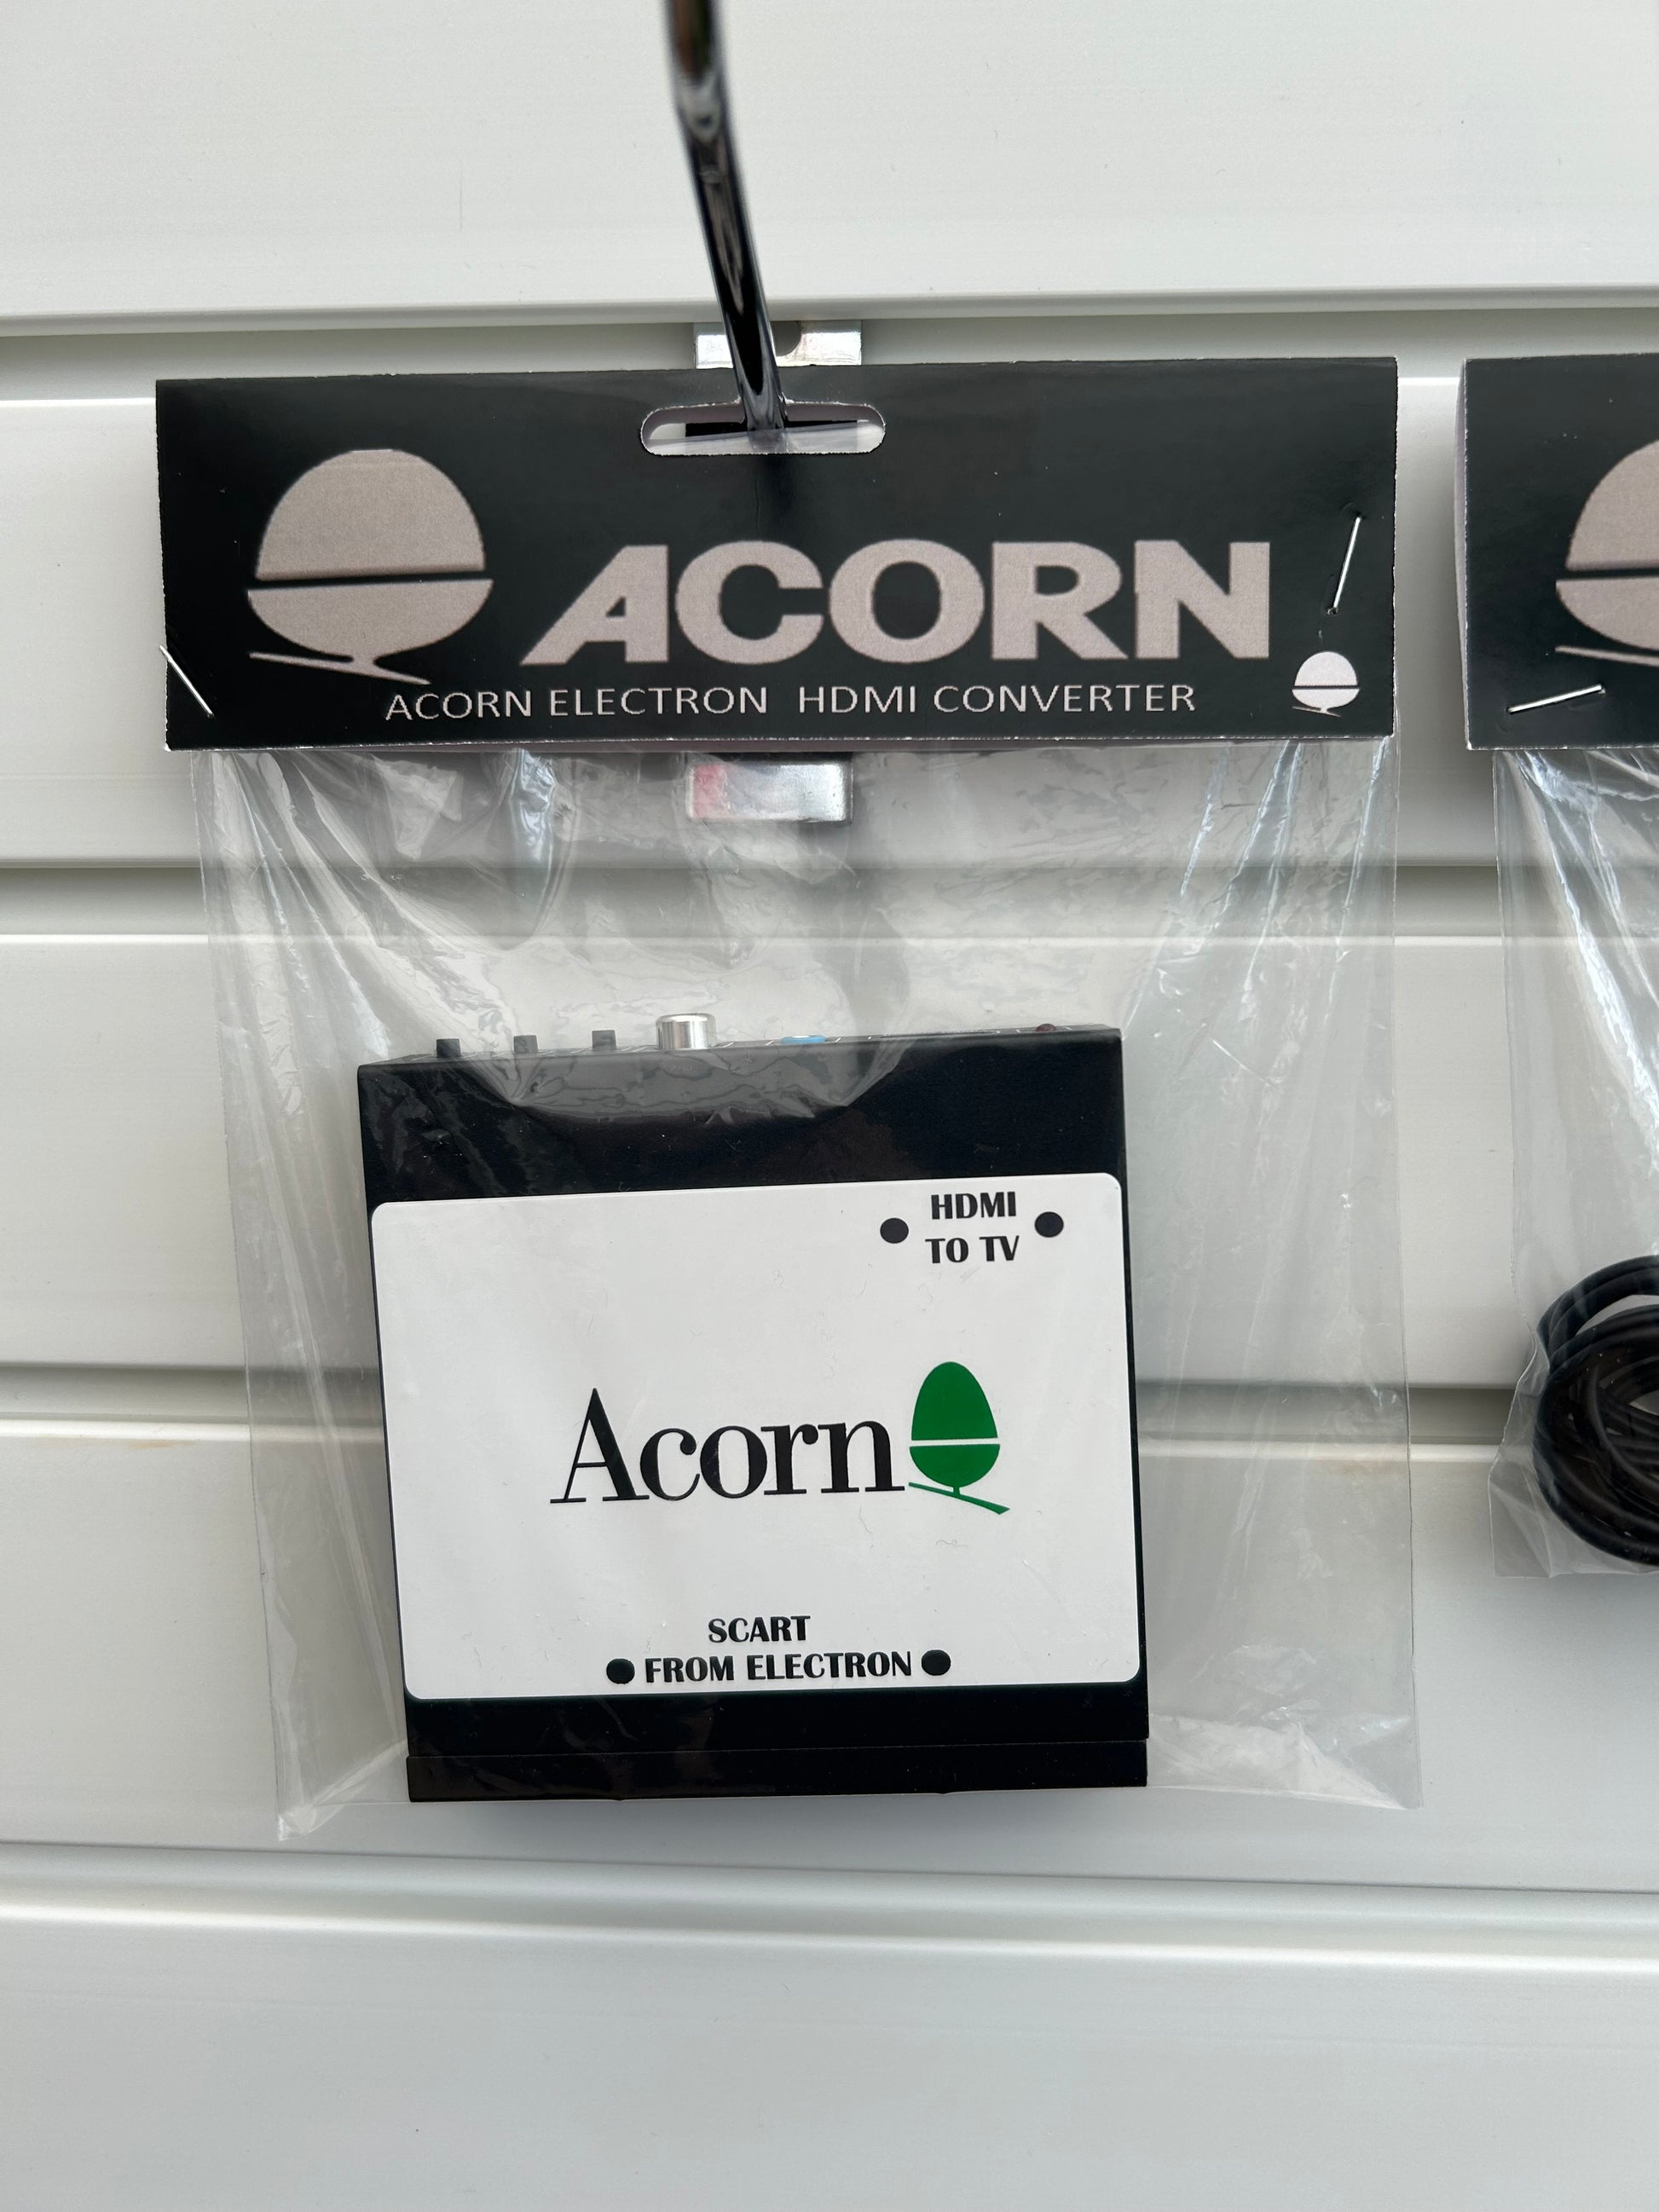 ACORN
ACORN ELECTRON HDMI CONVERTER
HDMI
TO TV
Acorn
SCART
FROM ELECTRON